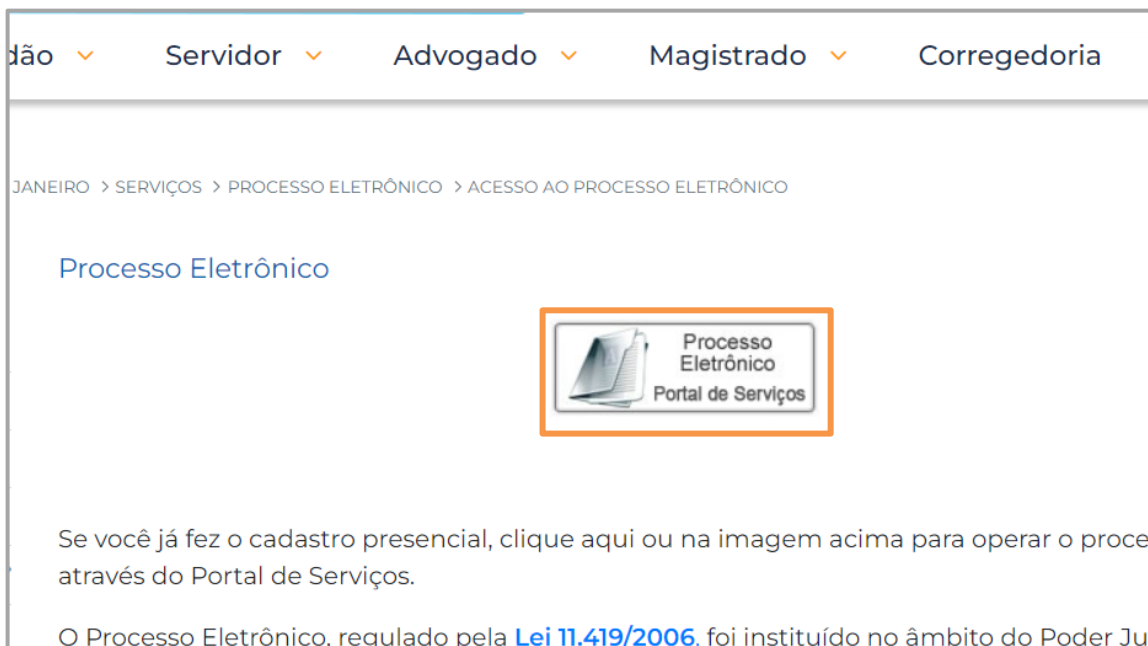 dão Servidor Advogado Magistrado Corregedoria
JANEIRO > SERVIÇOS > PROCESSO ELETRÔNICO > ACESSO AO PROCESSO ELETRÔNICO
Processo Eletrônico
Processo
Eletrônico
Portal de Serviços
Se você já fez o cadastro presencial, clique aqui ou na imagem acima para operar o proce
através do Portal de Serviços.
O Processo Eletrônico, regulado pela Lei 11.419/2006, foi instituído no âmbito do Poder Ju